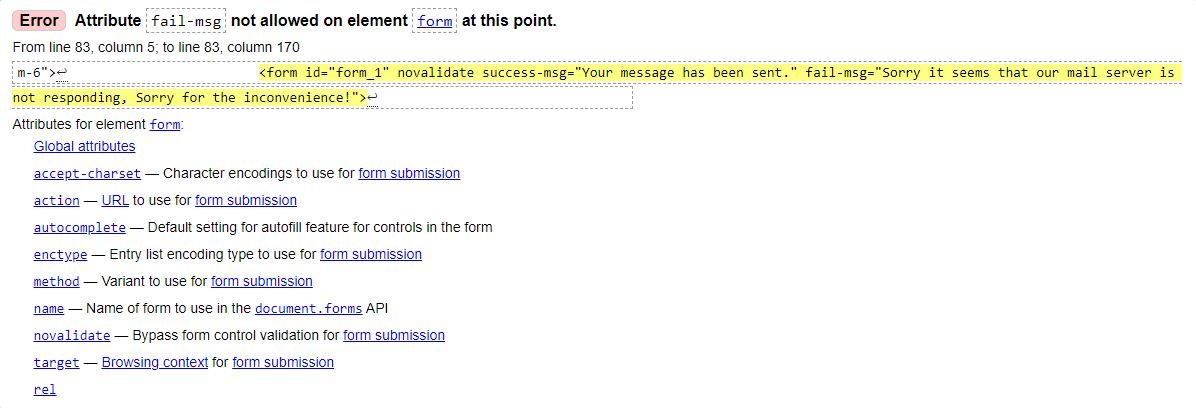 Error Attribute fail-msg not allowed on element form at this point.
From line 83, column 5; to line 83, column 170
m-6">↩ <form id="form_1" novalidate success-msg="Your message has been sent." fail-msg="Sorry it seems that our mail server is
not responding, Sorry for the inconvenience!">↩
Attributes for element form:
Global attributes
accept-charset — Character encodings to use for form submission
action — URL to use for form submission
autocomplete — Default setting for autofill feature for controls in the form
enctype — Entry list encoding type to use for form submission
method — Variant to use for form submission
name — Name of form to use in the document.forms API
novalidate — Bypass form control validation for form submission
target — Browsing context for form submission
rel